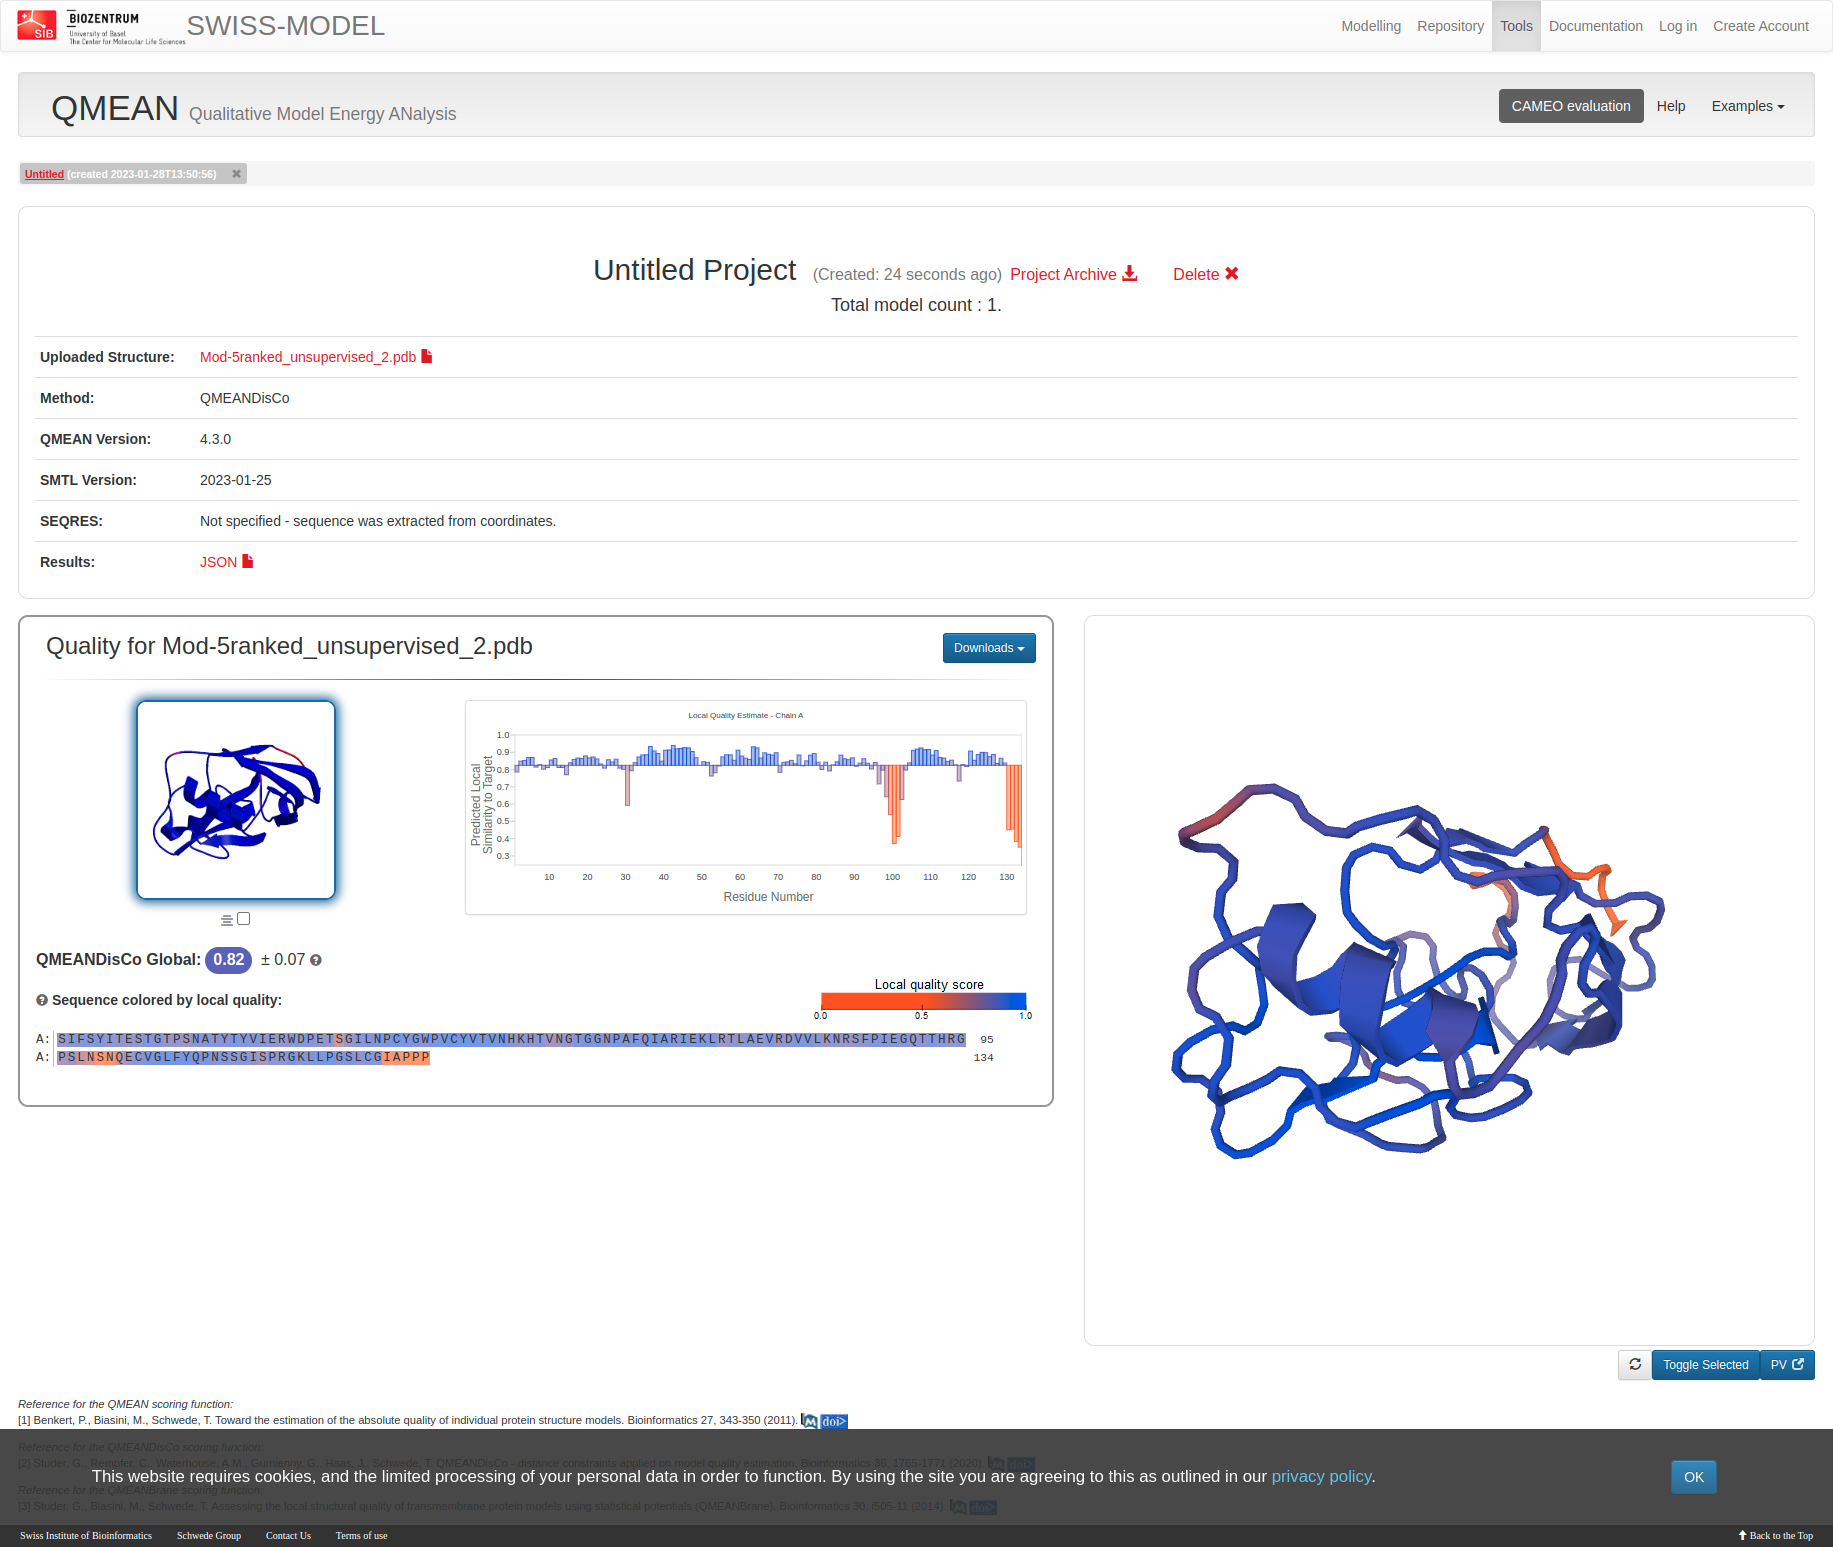 SIB
BIOZENTRUM
University of Basel
The Center for Molecular Life Sciences
SWISS-MODEL
Modelling Repository Tools Documentation Log in Create Account
QMEAN Qualitative Model Energy ANalysis
CAMEO evaluation Help Examples
Untitled (created 2023-01-28T13:50:56) ✖
Untitled Project (Created: 24 seconds ago) Project Archive Delete ✖
Total model count : 1.
Uploaded Structure: Mod-5ranked_unsupervised_2.pdb
Method: QMEANDisCo
QMEAN Version: 4.3.0
SMTL Version: 2023-01-25
SEQRES: Not specified - sequence was extracted from coordinates.
Results: JSON
Quality for Mod-5ranked_unsupervised_2.pdb
Downloads
Local Quality Estimate - Chain A
Predicted Local
Similarity to Target
1.0
0.9
0.8
0.7
0.6
0.5
0.4
0.3
10 20 30 40 50 60 70 80 90 100 110 120 130
Residue Number
QMEANDisCo Global: 0.82 ± 0.07
Sequence colored by local quality:
Local quality score
0.0 0.5 1.0
A: SIFSYITESTGTPSNATYTYVIERWDPETSGILNPCYGWPVCYVTVNHKHTVNGTGGNPAFQIARIEKLRTLAEVRDVVLKNRSFPIEGQTTHRG 95
A: PSLNSNQECVGLFYQPNSSGISPRGKLLPGSLCGIAPPP 134
Toggle Selected PV
Reference for the QMEAN scoring function:
[1] Benkert, P., Biasini, M., Schwede, T. Toward the estimation of the absolute quality of individual protein structure models. Bioinformatics 27, 343-350 (2011). M doi>
Reference for the QMEANDisCo scoring function:
[2] Studer, G., Rempfer, C., Waterhouse, A.M., Gumienny, G., Haas, J., Schwede, T. QMEANDisCo - distance constraints applied on model quality estimation. Bioinformatics 36, 1765-1771 (2020). M doi>
This website requires cookies, and the limited processing of your personal data in order to function. By using the site you are agreeing to this as outlined in our privacy policy.
OK
Reference for the QMEANBrane scoring function:
[3] Studer, G., Biasini, M., Schwede, T. Assessing the local structural quality of transmembrane protein models using statistical potentials (QMEANBrane). Bioinformatics 30, i505-11 (2014). M doi>
Swiss Institute of Bioinformatics Schwede Group Contact Us Terms of use
Back to the Top